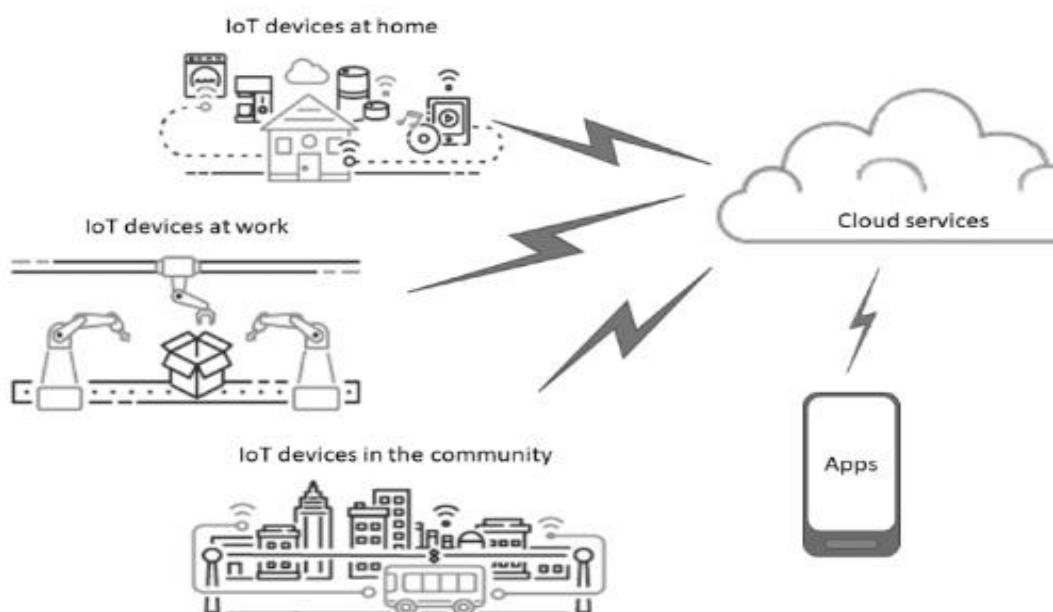 IoT devices at home
Cloud services
IoT devices at work
IoT devices in the community
Apps